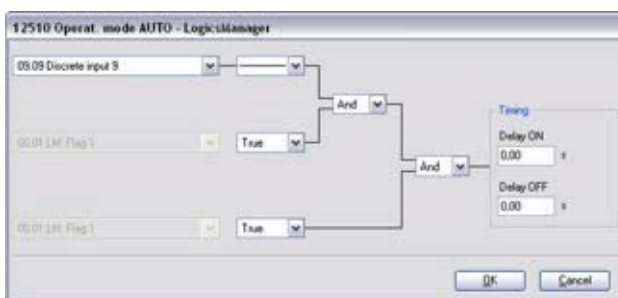 12510 Operat. mode AUTO - LogicsManager
09.09 Discrete input 9
And
Timing
00.01 LM: Flag 1
True
Delay ON
0.00 s
And
Delay OFF
0.00 s
00.01 LM: Flag 1
True
OK
Cancel